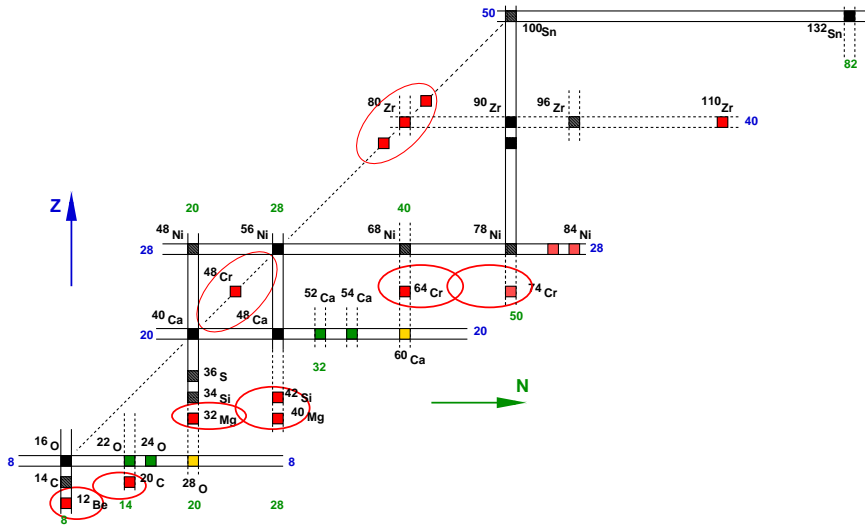 50
100Sn
132Sn
82
80Zr
90Zr
96Zr
110Zr
40
Z
20
28
40
48Ni
56Ni
68Ni
78Ni
84Ni
28
28
48Cr
64Cr
74Cr
50
40Ca
48Ca
52Ca
54Ca
20
20
60Ca
32
36S
34Si
42Si
32Mg
40Mg
N
16O
22O
24O
8
8
14C
20C
28O
12Be
8
14
20
28